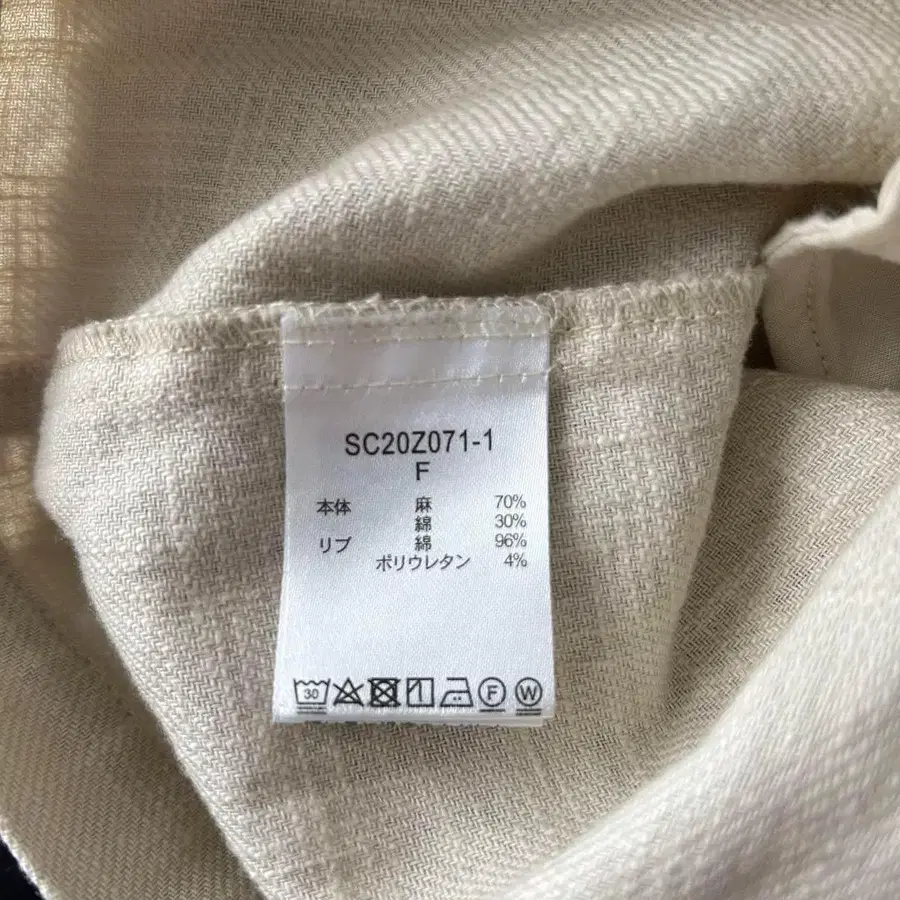 SC20Z071-1
F
本体 麻 70%
綿 30%
リブ 綿 96%
ポリウレタン 4%
30 F W